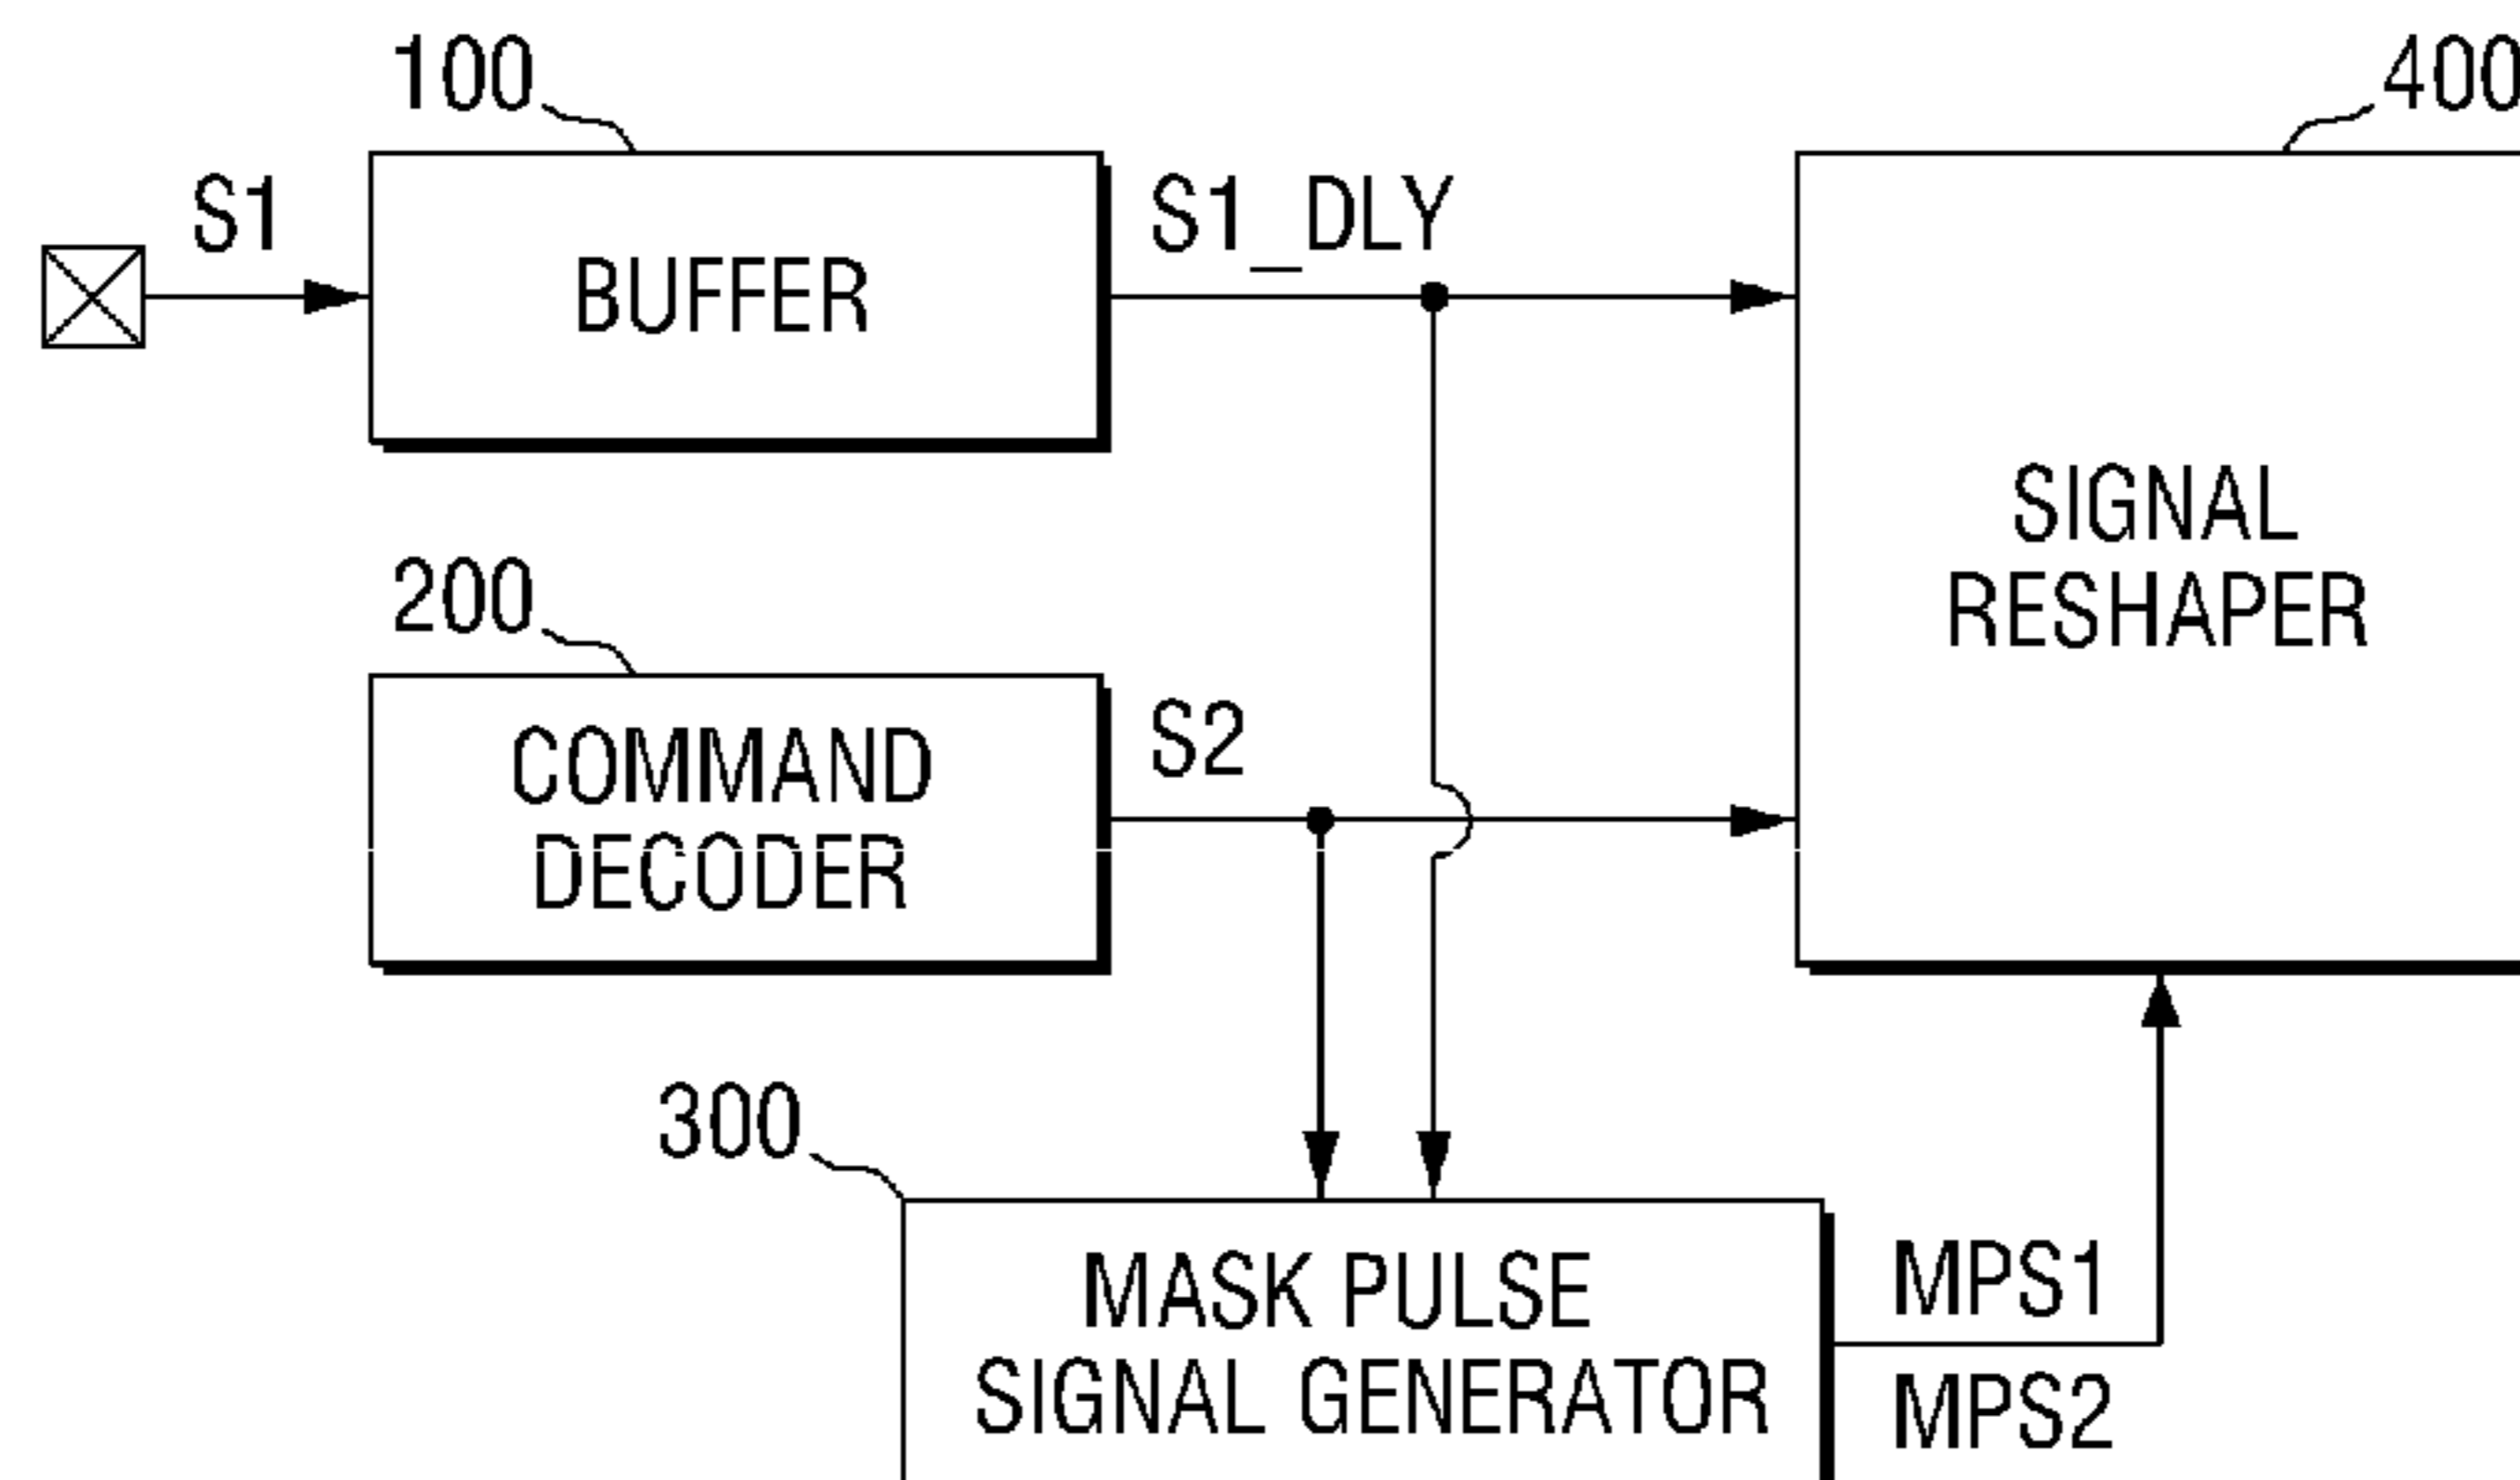 100
400
S1
BUFFER
S1_DLY
SIGNAL
RESHAPER
200
COMMAND
DECODER
S2
300
MASK PULSE
SIGNAL GENERATOR
MPS1
MPS2